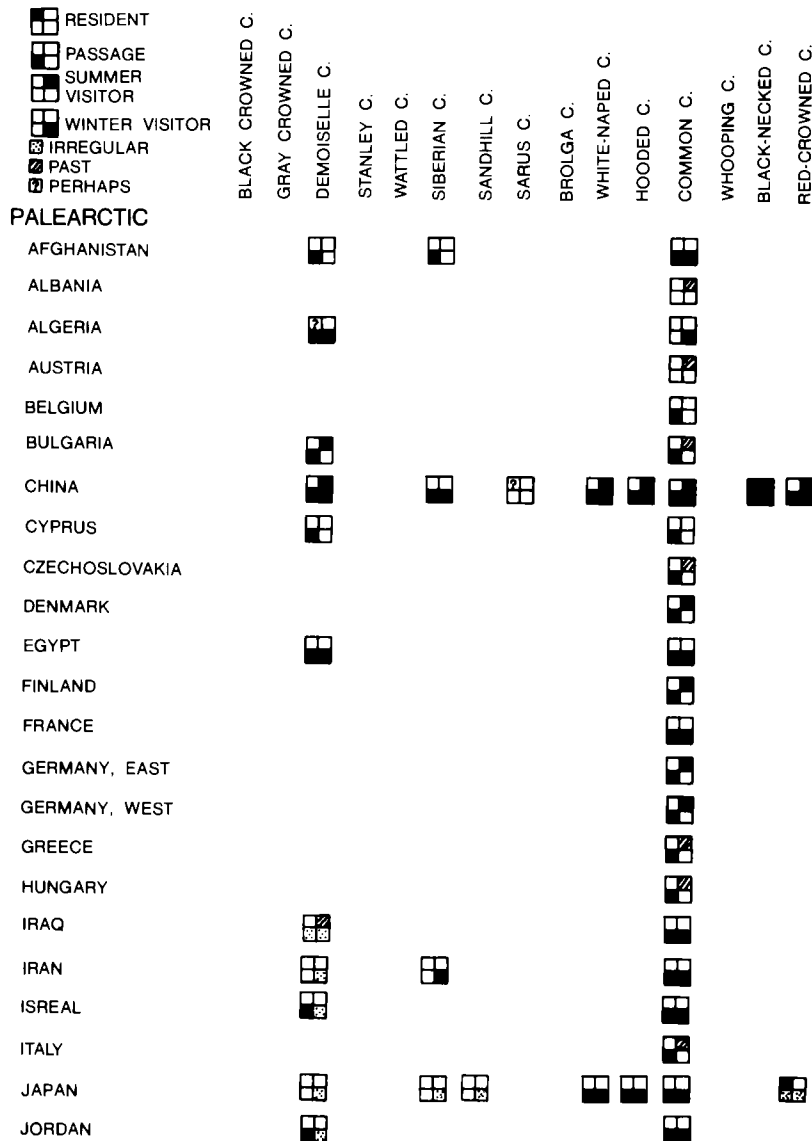 RESIDENT
PASSAGE
SUMMER
VISITOR
WINTER VISITOR
IRREGULAR
PAST
? PERHAPS
BLACK CROWNED C.
GRAY CROWNED C.
DEMOISELLE C.
STANLEY C.
WATTLED C.
SIBERIAN C.
SANDHILL C.
SARUS C.
BROLGA C.
WHITE-NAPED C.
HOODED C.
COMMON C.
WHOOPING C.
BLACK-NECKED C.
RED-CROWNED C.
PALEARCTIC
AFGHANISTAN
ALBANIA
ALGERIA ?
AUSTRIA
BELGIUM
BULGARIA
CHINA ?
CYPRUS
CZECHOSLOVAKIA
DENMARK
EGYPT
FINLAND
FRANCE
GERMANY, EAST
GERMANY, WEST
GREECE
HUNGARY
IRAQ
IRAN
ISREAL
ITALY
JAPAN
JORDAN